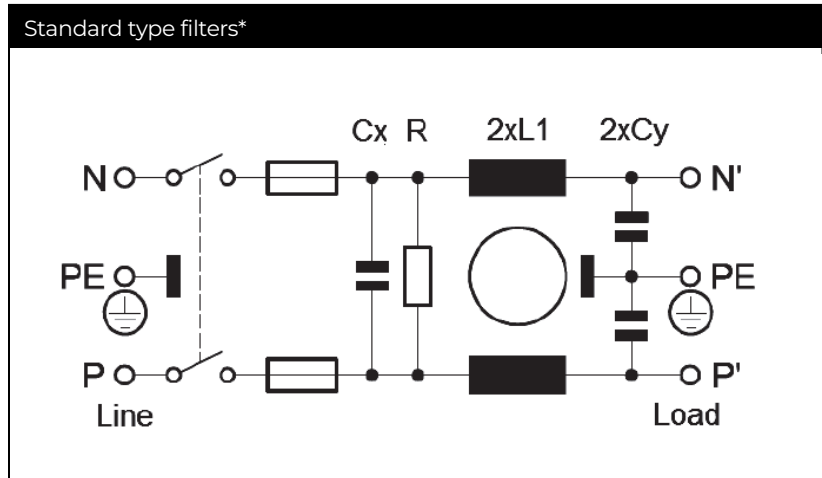 Standard type filters*
Cx R 2xL1 2xCy
N N'
PE PE
P P'
Line Load